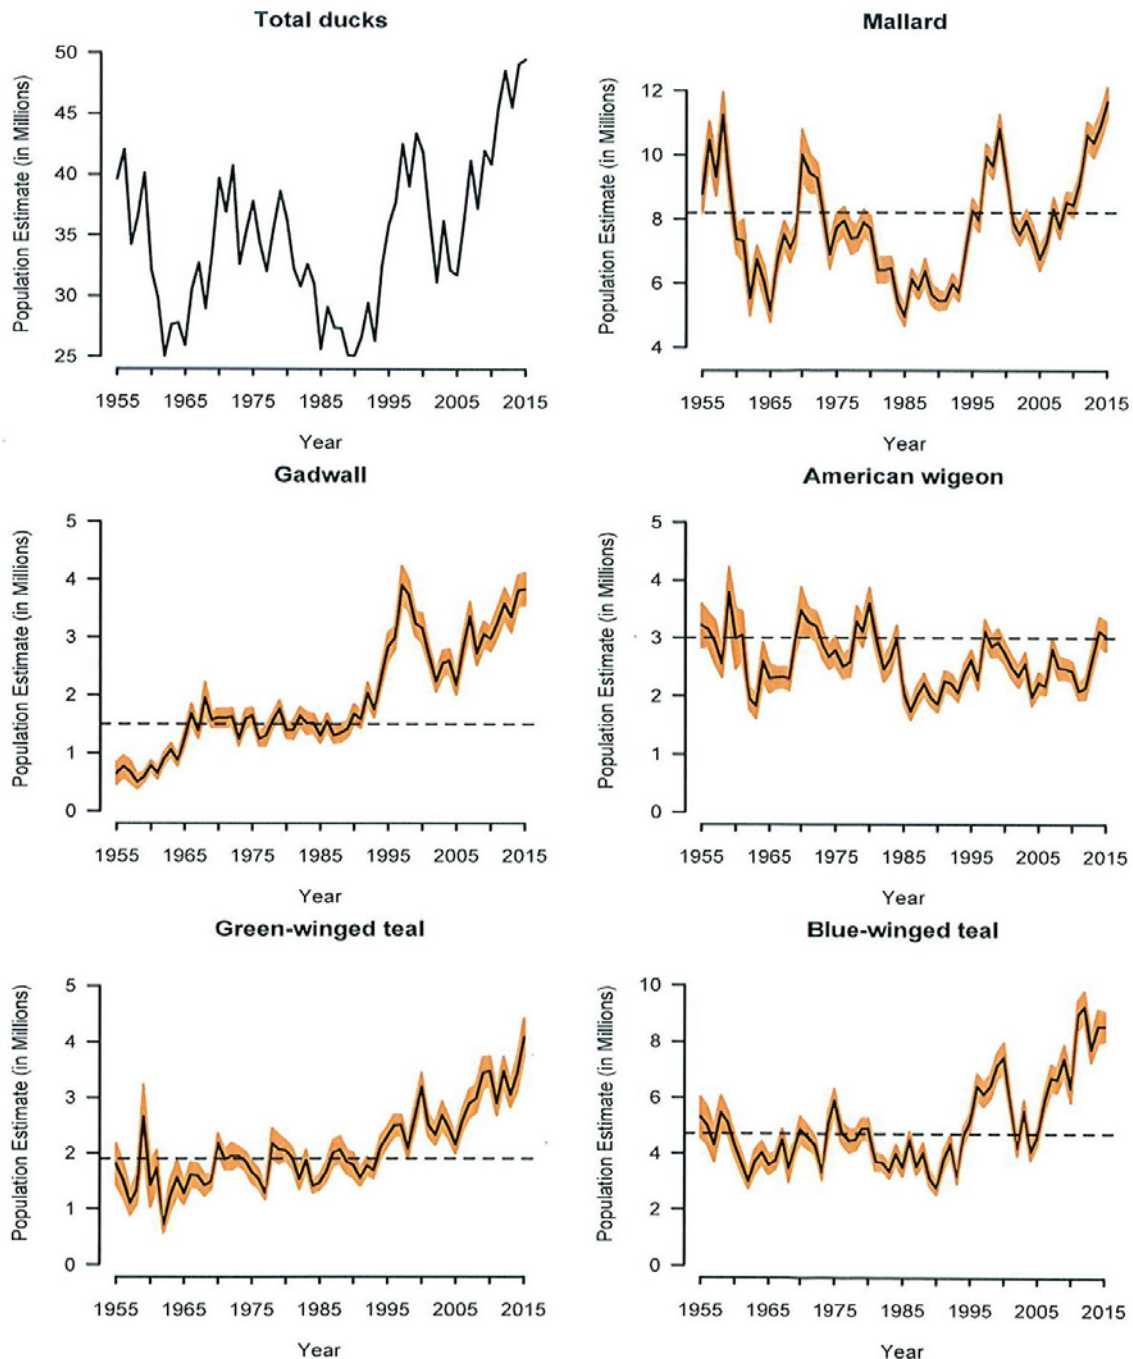 Total ducks
Population Estimate (in Millions)
50
45
40
35
30
25
1955 1965 1975 1985 1995 2005 2015
Year
Mallard
Population Estimate (in Millions)
12
10
8
6
4
1955 1965 1975 1985 1995 2005 2015
Year
Gadwall
Population Estimate (in Millions)
5
4
3
2
1
0
1955 1965 1975 1985 1995 2005 2015
Year
American wigeon
Population Estimate (in Millions)
5
4
3
2
1
0
1955 1965 1975 1985 1995 2005 2015
Year
Green-winged teal
Population Estimate (in Millions)
5
4
3
2
1
0
1955 1965 1975 1985 1995 2005 2015
Year
Blue-winged teal
Population Estimate (in Millions)
10
8
6
4
2
0
1955 1965 1975 1985 1995 2005 2015
Year